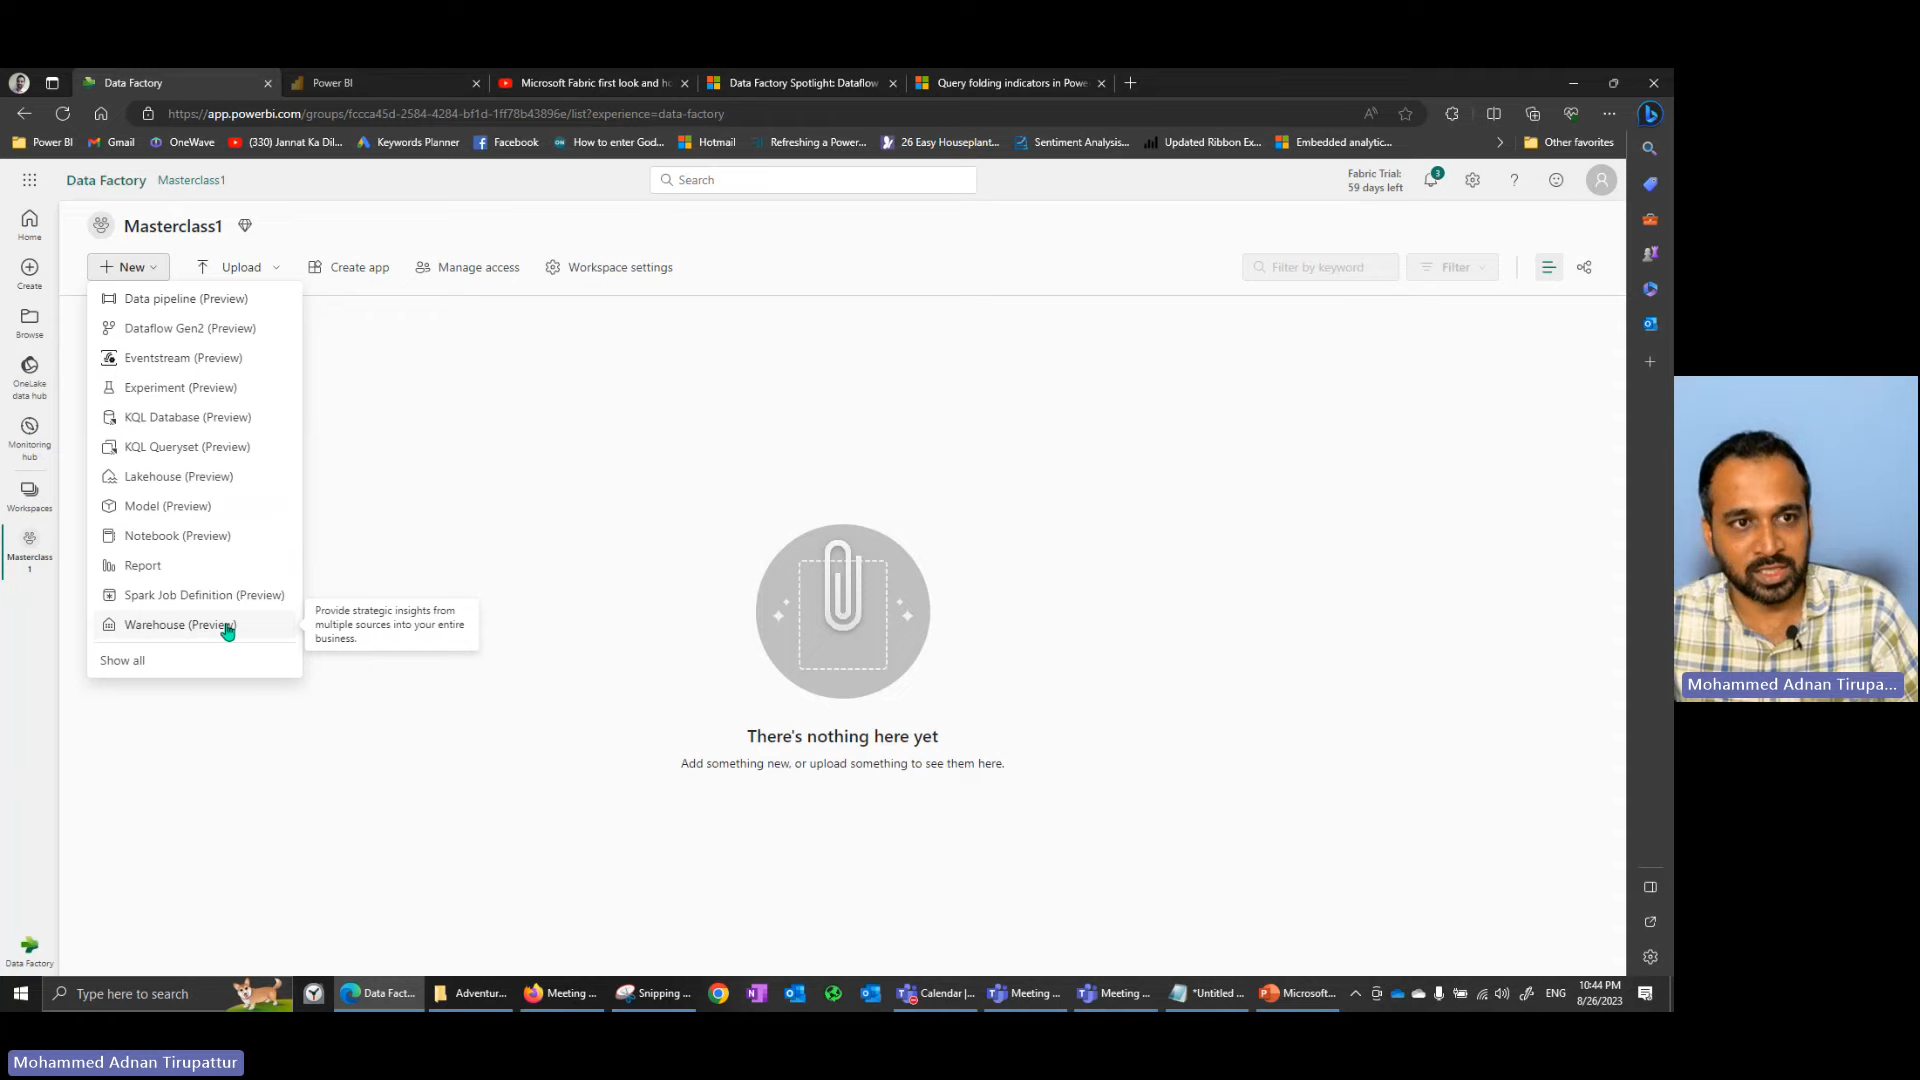 Data Factory
Power BI
Microsoft Fabric first look and ho
Data Factory Spotlight: Dataflow
Query folding indicators in Powe
https://app.powerbi.com/groups/fccca45d-2584-4284-bf1d-1ff78b43896e/list?experience=data-factory
Power BI
Gmail
OneWave
(330) Jannat Ka Dil...
Keywords Planner
Facebook
How to enter God...
Hotmail
Refreshing a Powe...
26 Easy Houseplant...
Sentiment Analysis...
Updated Ribbon Ex...
Embedded analytic...
Other favorites
Data Factory
Masterclass1
Search
Fabric Trial:
59 days left
3
Home
Create
Browse
OneLake
data hub
Monitoring
hub
Workspaces
Masterclass
1
Data Factory
Masterclass1
New
Upload
Create app
Manage access
Workspace settings
Filter by keyword
Filter
Data pipeline (Preview)
Dataflow Gen2 (Preview)
Eventstream (Preview)
Experiment (Preview)
KQL Database (Preview)
KQL Queryset (Preview)
Lakehouse (Preview)
Model (Preview)
Notebook (Preview)
Report
Spark Job Definition (Preview)
Warehouse (Preview)
Show all
Provide strategic insights from
multiple sources into your entire
business.
There's nothing here yet
Add something new, or upload something to see them here.
Mohammed Adnan Tirupa...
Type here to search
Data Fact...
Adventur...
Meeting ...
Snipping ...
Calendar |...
Meeting ...
Meeting ...
*Untitled ...
Microsoft...
ENG
10:44 PM
8/26/2023
Mohammed Adnan Tirupattur